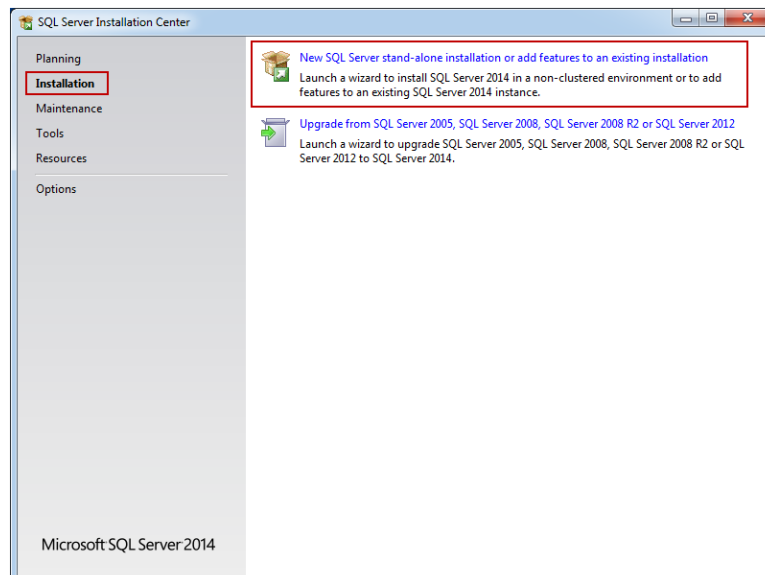 SQL Server Installation Center
Planning
Installation
Maintenance
Tools
Resources
Options
New SQL Server stand-alone installation or add features to an existing installation
Launch a wizard to install SQL Server 2014 in a non-clustered environment or to add
features to an existing SQL Server 2014 instance.
Upgrade from SQL Server 2005, SQL Server 2008, SQL Server 2008 R2 or SQL Server 2012
Launch a wizard to upgrade SQL Server 2005, SQL Server 2008, SQL Server 2008 R2 or SQL
Server 2012 to SQL Server 2014.
Microsoft SQL Server 2014